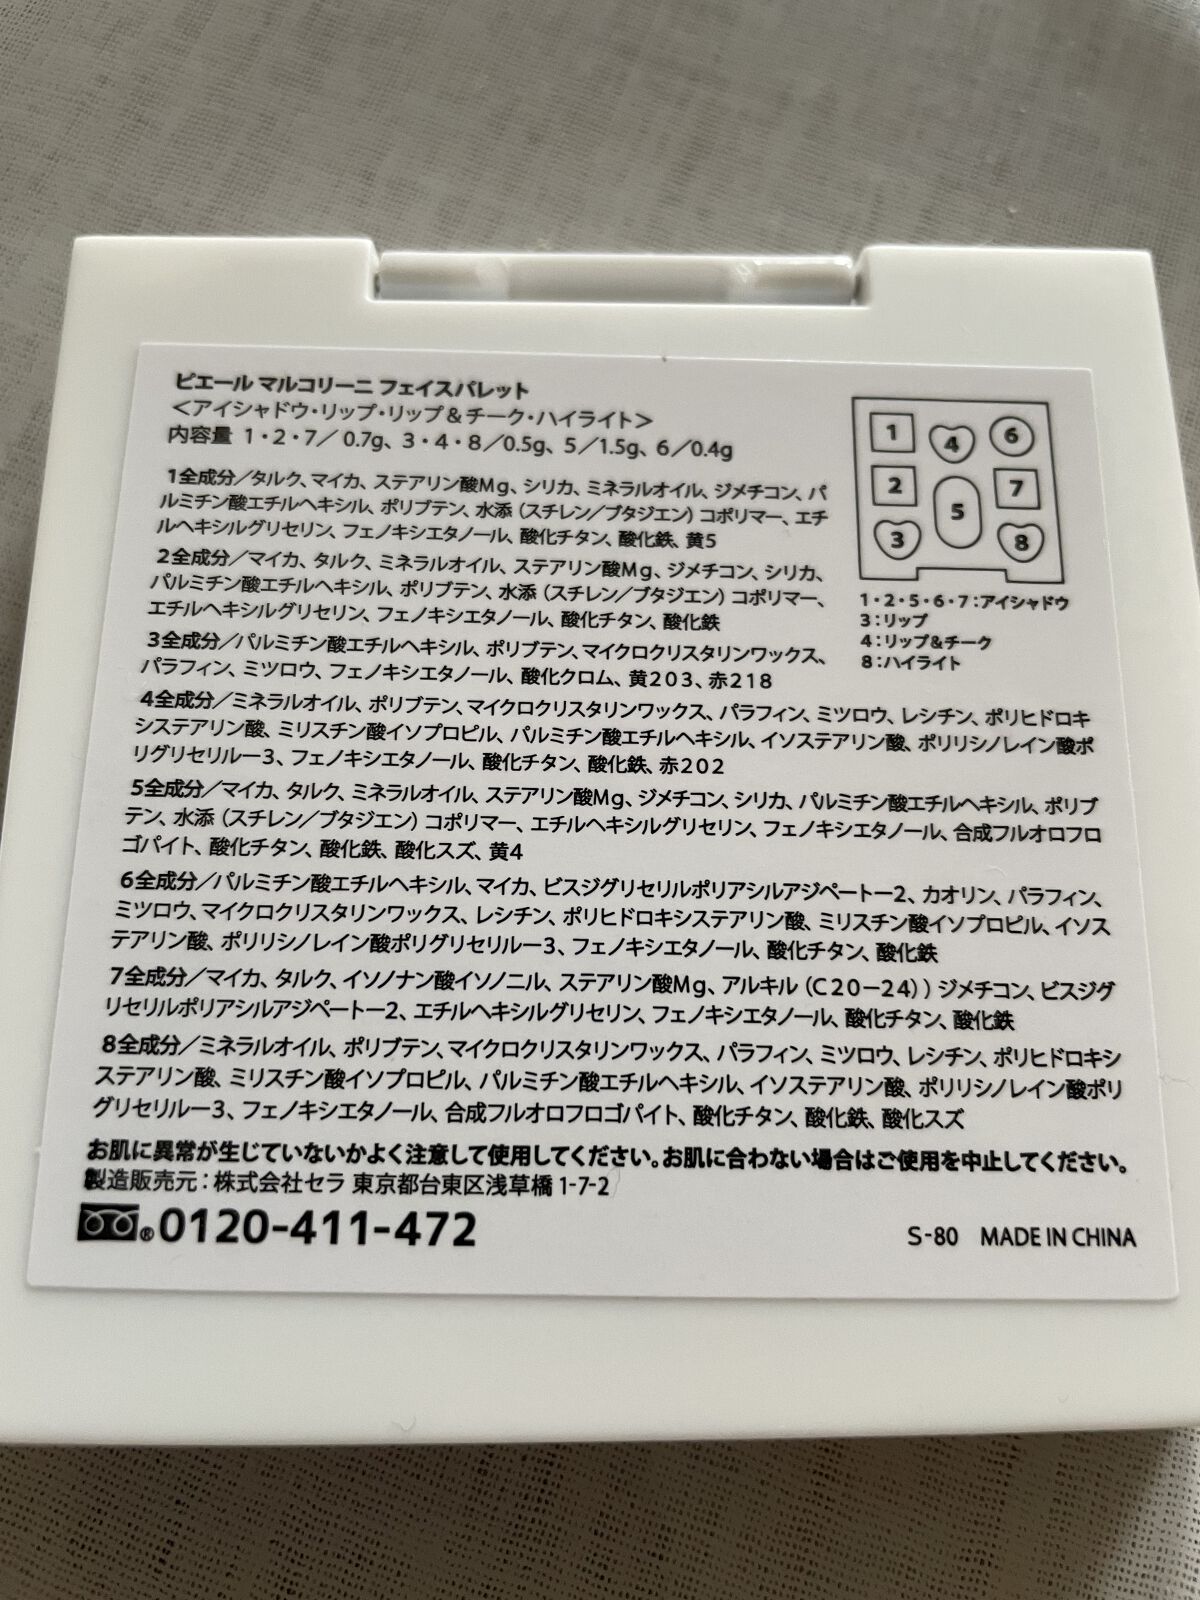 ピエール マルコリーニ フェイスパレット
＜アイシャドウ・リップ・リップ＆チーク・ハイライト＞
内容量 1・2・7／0.7g、3・4・8／0.5g、5／1.5g、6／0.4g
1全成分／タルク、マイカ、ステアリン酸Mg、シリカ、ミネラルオイル、ジメチコン、パ
ルミチン酸エチルヘキシル、ポリブテン、水添（スチレン／ブタジエン）コポリマー、エチ
ルヘキシルグリセリン、フェノキシエタノール、酸化チタン、酸化鉄、黄5
2全成分／マイカ、タルク、ミネラルオイル、ステアリン酸Mg、ジメチコン、シリカ、
パルミチン酸エチルヘキシル、ポリブテン、水添（スチレン／ブタジエン）コポリマー、
エチルヘキシルグリセリン、フェノキシエタノール、酸化チタン、酸化鉄
3全成分／パルミチン酸エチルヘキシル、ポリブテン、マイクロクリスタリンワックス、
パラフィン、ミツロウ、フェノキシエタノール、酸化クロム、黄203、赤218
1
4
6
2
5
7
3
8
1・2・5・6・7：アイシャドウ
3：リップ
4：リップ&チーク
8：ハイライト
4全成分／ミネラルオイル、ポリブテン、マイクロクリスタリンワックス、パラフィン、ミツロウ、レシチン、ポリヒドロキ
システアリン酸、ミリスチン酸イソプロピル、パルミチン酸エチルヘキシル、イソステアリン酸、ポリリシノレイン酸ポ
リグリセリルー3、フェノキシエタノール、酸化チタン、酸化鉄、赤202
5全成分／マイカ、タルク、ミネラルオイル、ステアリン酸Mg、ジメチコン、シリカ、パルミチン酸エチルヘキシル、ポリブ
テン、水添（スチレン／ブタジエン）コポリマー、エチルヘキシルグリセリン、フェノキシエタノール、合成フルオロフロ
ゴパイト、酸化チタン、酸化鉄、酸化スズ、黄4
6全成分／パルミチン酸エチルヘキシル、マイカ、ビスジグリセリルポリアシルアジペートー2、カオリン、パラフィン、
ミツロウ、マイクロクリスタリンワックス、レシチン、ポリヒドロキシステアリン酸、ミリスチン酸イソプロピル、イソス
テアリン酸、ポリリシノレイン酸ポリグリセリルー3、フェノキシエタノール、酸化チタン、酸化鉄
7全成分／マイカ、タルク、イソノナン酸イソノニル、ステアリン酸Mg、アルキル（C20－24））ジメチコン、ビスジグ
リセリルポリアシルアジペートー2、エチルヘキシルグリセリン、フェノキシエタノール、酸化チタン、酸化鉄
8全成分／ミネラルオイル、ポリブテン、マイクロクリスタリンワックス、パラフィン、ミツロウ、レシチン、ポリヒドロキシ
ステアリン酸、ミリスチン酸イソプロピル、パルミチン酸エチルヘキシル、イソステアリン酸、ポリリシノレイン酸ポリ
グリセリルー3、フェノキシエタノール、合成フルオロフロゴパイト、酸化チタン、酸化鉄、酸化スズ
お肌に異常が生じていないかよく注意して使用してください。お肌に合わない場合はご使用を中止してください。
製造販売元：株式会社セラ 東京都台東区浅草橋1-7-2
®0120-411-472
S-80 MADE IN CHINA